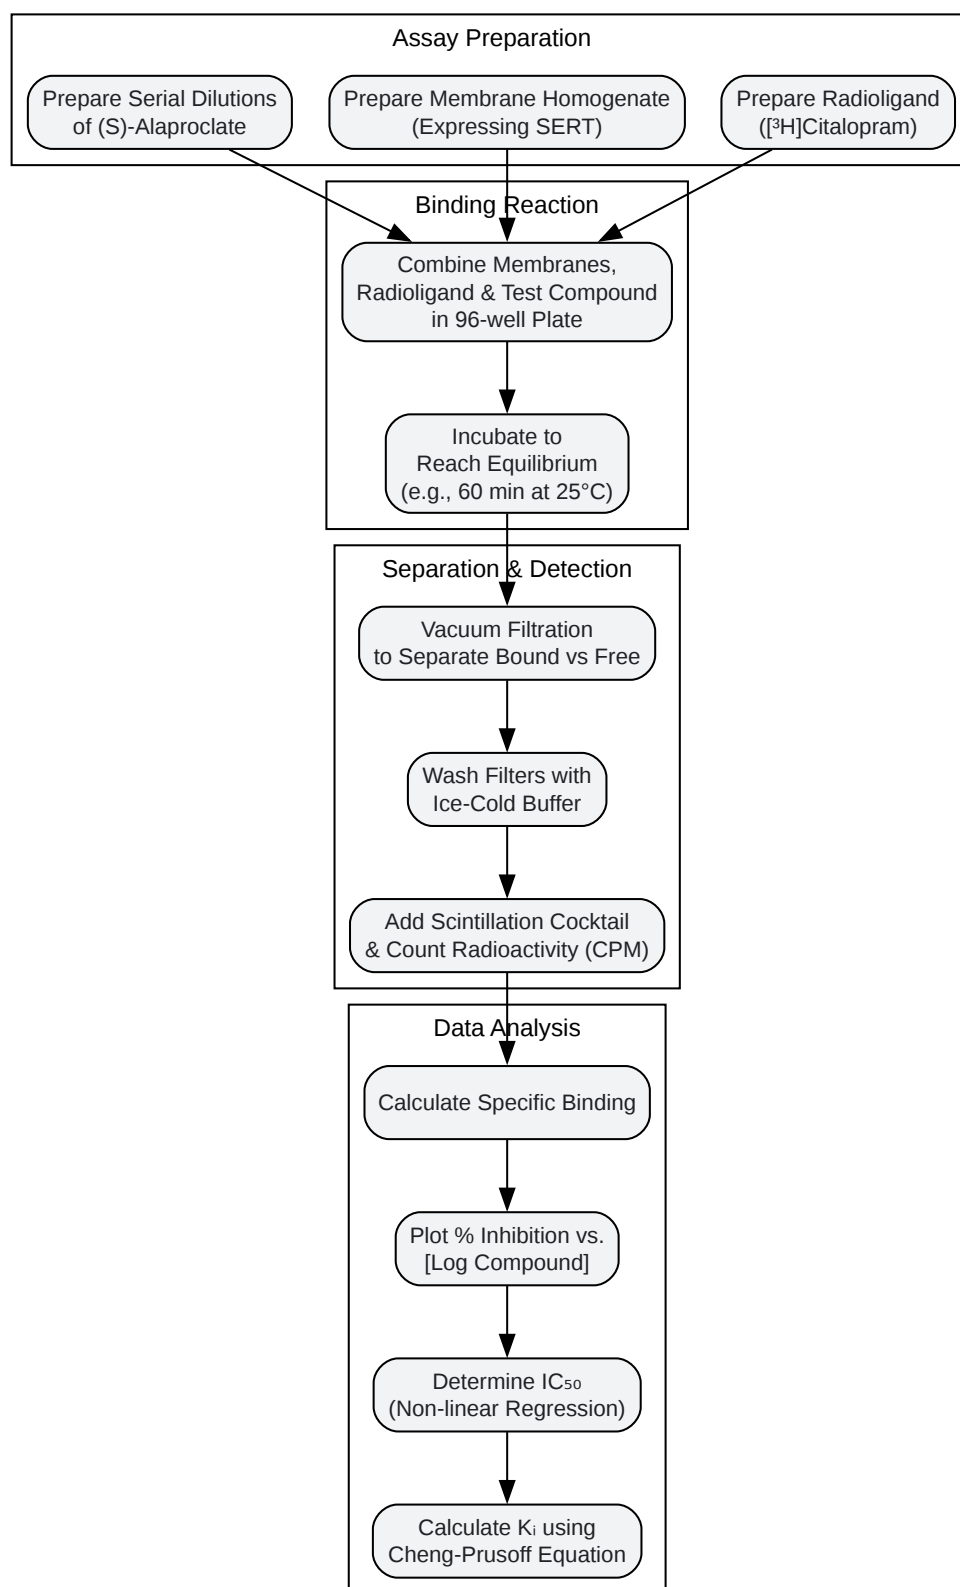 Assay Preparation
Prepare Serial Dilutions
of (S)-Alaproclate
Prepare Membrane Homogenate
(Expressing SERT)
Prepare Radioligand
([³H]Citalopram)
Binding Reaction
Combine Membranes,
Radioligand & Test Compound
in 96-well Plate
Incubate to
Reach Equilibrium
(e.g., 60 min at 25°C)
Separation & Detection
Vacuum Filtration
to Separate Bound vs Free
Wash Filters with
Ice-Cold Buffer
Add Scintillation Cocktail
& Count Radioactivity (CPM)
Data Analysis
Calculate Specific Binding
Plot % Inhibition vs.
[Log Compound]
Determine IC₅₀
(Non-linear Regression)
Calculate Kᵢ using
Cheng-Prusoff Equation